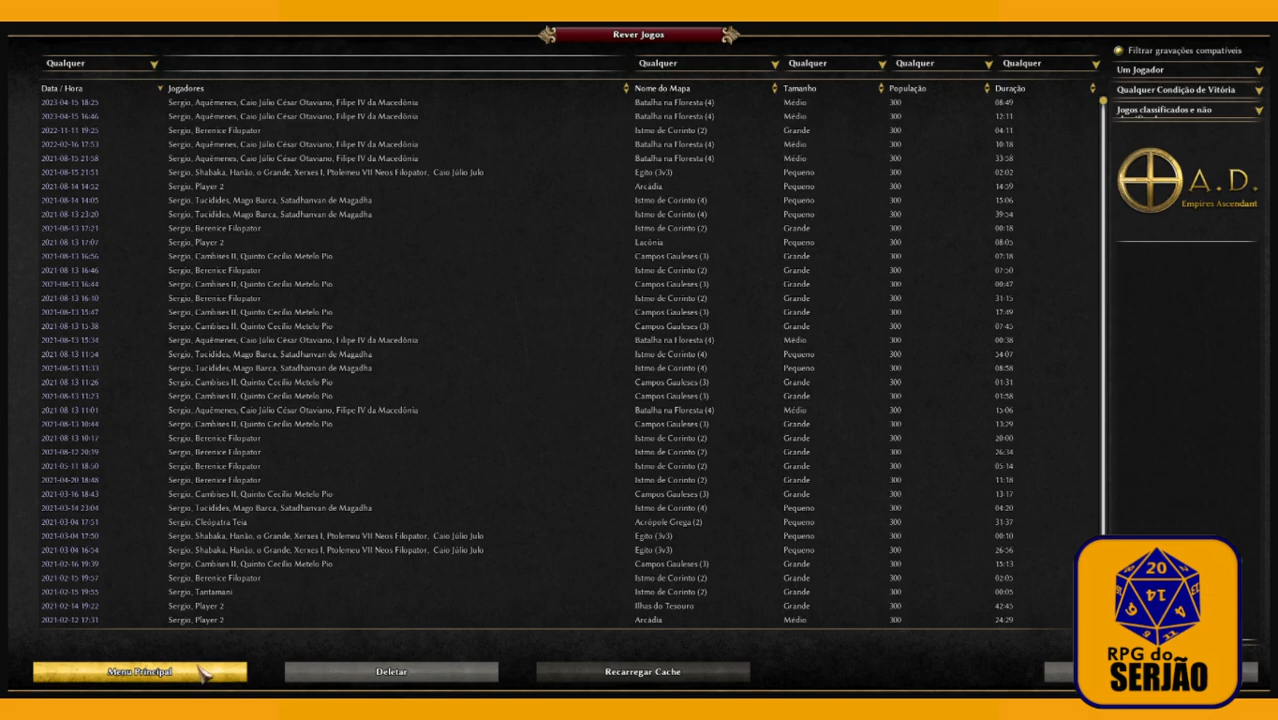 Rever Jogos
Filtrar gravações compatíveis
Qualquer Qualquer Qualquer Qualquer Qualquer
Um Jogador
Qualquer Condição de Vitória
Jogos classificados e não
Data / Hora Jogadores Nome do Mapa Tamanho População Duração
2023-04-15 18:25 Sergio, Aquêmenes, Caio Júlio César Otaviano, Filipe IV da Macedônia Batalha na Floresta (4) Médio 300 08:49
2023-04-15 16:46 Sergio, Aquêmenes, Caio Júlio César Otaviano, Filipe IV da Macedônia Batalha na Floresta (4) Médio 300 12:11
2022-11-11 19:25 Sergio, Berenice Filopator Istmo de Corinto (2) Grande 300 04:11
2022-02-16 17:53 Sergio, Aquêmenes, Caio Júlio César Otaviano, Filipe IV da Macedônia Batalha na Floresta (4) Médio 300 10:18
2021-08-15 21:58 Sergio, Aquêmenes, Caio Júlio César Otaviano, Filipe IV da Macedônia Batalha na Floresta (4) Médio 300 33:58
2021-08-15 21:51 Sergio, Shabaka, Hanão, o Grande, Xerxes I, Ptolemeu VII Neos Filopator, Caio Júlio Julo Egito (3v3) Pequeno 300 02:02
2021-08-14 14:52 Sergio, Player 2 Arcádia Pequeno 300 14:59
2021-08-14 14:05 Sergio, Tucídides, Mago Barca, Satadhanvan de Magadha Istmo de Corinto (4) Pequeno 300 15:06
2021-08-13 23:20 Sergio, Tucídides, Mago Barca, Satadhanvan de Magadha Istmo de Corinto (4) Pequeno 300 39:54
2021-08-13 17:21 Sergio, Berenice Filopator Istmo de Corinto (2) Grande 300 00:18
2021-08-13 17:07 Sergio, Player 2 Lacônia Pequeno 300 08:05
2021-08-13 16:56 Sergio, Cambises II, Quinto Cecílio Metelo Pio Campos Gauleses (3) Grande 300 07:18
2021-08-13 16:46 Sergio, Berenice Filopator Istmo de Corinto (2) Grande 300 07:50
2021-08-13 16:44 Sergio, Cambises II, Quinto Cecílio Metelo Pio Campos Gauleses (3) Grande 300 00:47
2021-08-13 16:10 Sergio, Berenice Filopator Istmo de Corinto (2) Grande 300 31:15
2021-08-13 15:47 Sergio, Cambises II, Quinto Cecílio Metelo Pio Campos Gauleses (3) Grande 300 17:49
2021-08-13 15:38 Sergio, Cambises II, Quinto Cecílio Metelo Pio Campos Gauleses (3) Grande 300 07:45
2021-08-13 15:34 Sergio, Aquêmenes, Caio Júlio César Otaviano, Filipe IV da Macedônia Batalha na Floresta (4) Médio 300 00:38
2021-08-13 11:54 Sergio, Tucídides, Mago Barca, Satadhanvan de Magadha Istmo de Corinto (4) Pequeno 300 54:07
2021-08-13 11:33 Sergio, Tucídides, Mago Barca, Satadhanvan de Magadha Istmo de Corinto (4) Pequeno 300 08:58
2021-08-13 11:26 Sergio, Cambises II, Quinto Cecílio Metelo Pio Campos Gauleses (3) Grande 300 01:31
2021-08-13 11:23 Sergio, Cambises II, Quinto Cecílio Metelo Pio Campos Gauleses (3) Grande 300 01:58
2021-08-13 11:01 Sergio, Aquêmenes, Caio Júlio César Otaviano, Filipe IV da Macedônia Batalha na Floresta (4) Médio 300 15:06
2021-08-13 10:44 Sergio, Cambises II, Quinto Cecílio Metelo Pio Campos Gauleses (3) Grande 300 13:29
2021-08-13 10:17 Sergio, Berenice Filopator Istmo de Corinto (2) Grande 300 20:00
2021-08-12 20:19 Sergio, Berenice Filopator Istmo de Corinto (2) Grande 300 26:34
2021-05-11 18:50 Sergio, Berenice Filopator Istmo de Corinto (2) Grande 300 05:14
2021-04-20 18:48 Sergio, Berenice Filopator Istmo de Corinto (2) Grande 300 11:18
2021-03-16 18:43 Sergio, Cambises II, Quinto Cecílio Metelo Pio Campos Gauleses (3) Grande 300 13:17
2021-03-14 23:04 Sergio, Tucídides, Mago Barca, Satadhanvan de Magadha Istmo de Corinto (4) Pequeno 300 04:20
2021-03-04 17:51 Sergio, Cleópatra Teia Acrópole Grega (2) Pequeno 300 31:37
2021-03-04 17:50 Sergio, Shabaka, Hanão, o Grande, Xerxes I, Ptolemeu VII Neos Filopator, Caio Júlio Julo Egito (3v3) Pequeno 300 00:10
2021-03-04 16:54 Sergio, Shabaka, Hanão, o Grande, Xerxes I, Ptolemeu VII Neos Filopator, Caio Júlio Julo Egito (3v3) Pequeno 300 26:56
2021-02-16 19:39 Sergio, Cambises II, Quinto Cecílio Metelo Pio Campos Gauleses (3) Grande 300 15:13
2021-02-15 19:57 Sergio, Berenice Filopator Istmo de Corinto (2) Grande 300 02:05
2021-02-15 19:55 Sergio, Tantamani Istmo de Corinto (2) Grande 300 00:05
2021-02-14 19:22 Sergio, Player 2 Ilhas do Tesouro Grande 300 42:45
2021-02-12 17:31 Sergio, Player 2 Arcádia Médio 300 24:29
A.D.
Empires Ascendant
Menu Principal Deletar Recarregar Cache
20
14
RPG do
SERJÃO